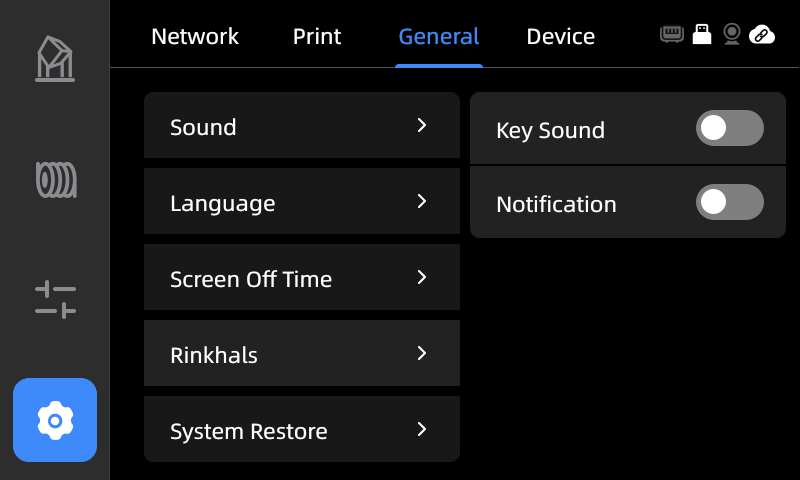 Network Print General Device
Sound
Language
Screen Off Time
Rinkhals
System Restore
Key Sound
Notification